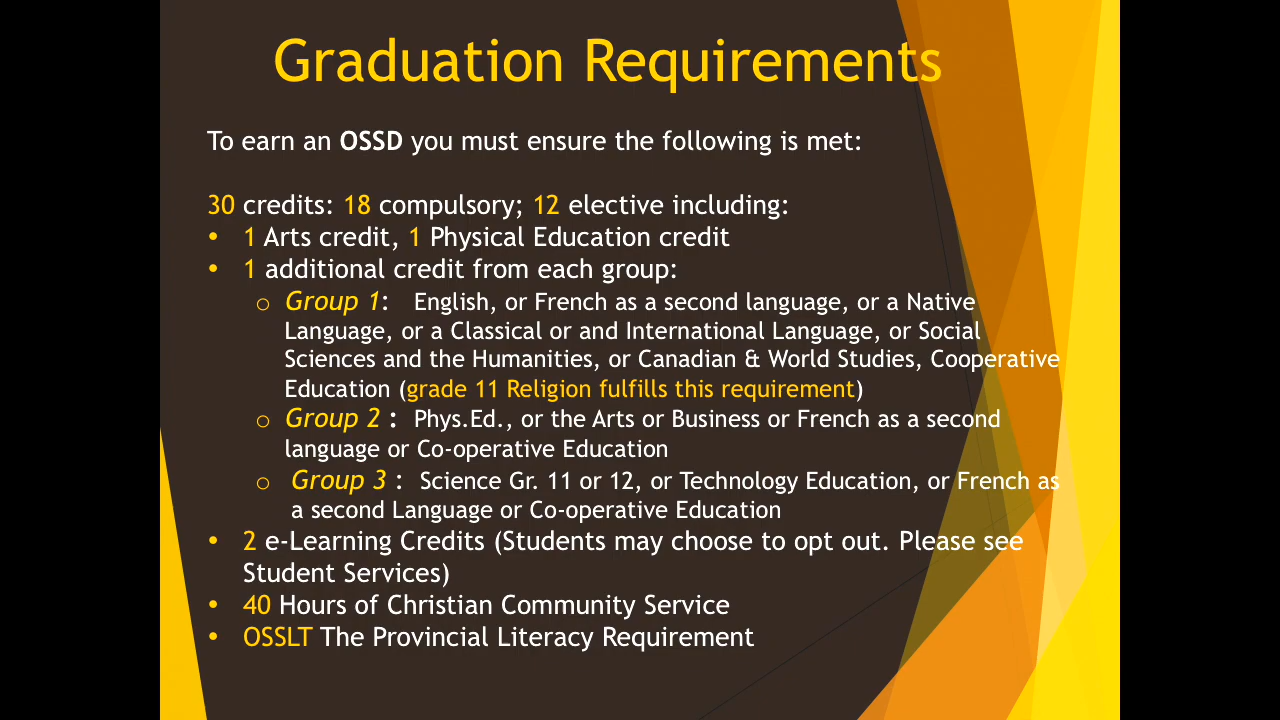 Graduation Requirements
To earn an OSSD you must ensure the following is met:
30 credits: 18 compulsory; 12 elective including:
• 1 Arts credit, 1 Physical Education credit
• 1 additional credit from each group:
o Group 1: English, or French as a second language, or a Native
Language, or a Classical or and International Language, or Social
Sciences and the Humanities, or Canadian & World Studies, Cooperative
Education (grade 11 Religion fulfills this requirement)
o Group 2 : Phys.Ed., or the Arts or Business or French as a second
language or Co-operative Education
o Group 3 : Science Gr. 11 or 12, or Technology Education, or French as
a second Language or Co-operative Education
• 2 e-Learning Credits (Students may choose to opt out. Please see
Student Services)
• 40 Hours of Christian Community Service
• OSSLT The Provincial Literacy Requirement